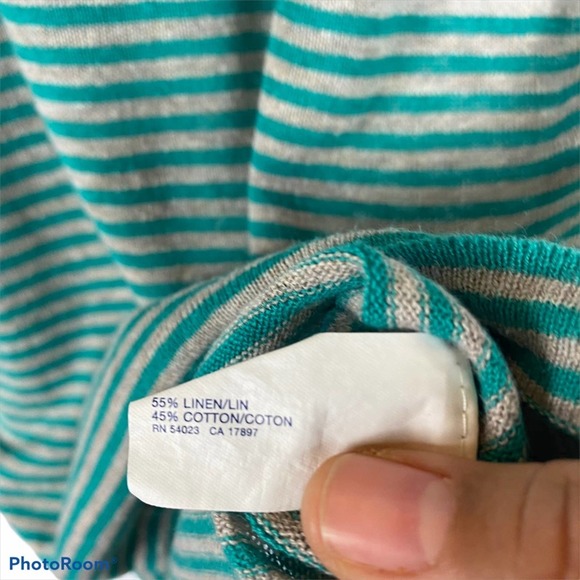 55% LINEN/LIN
45% COTTON/COTON
RN 54023 CA 17897
PhotoRoom